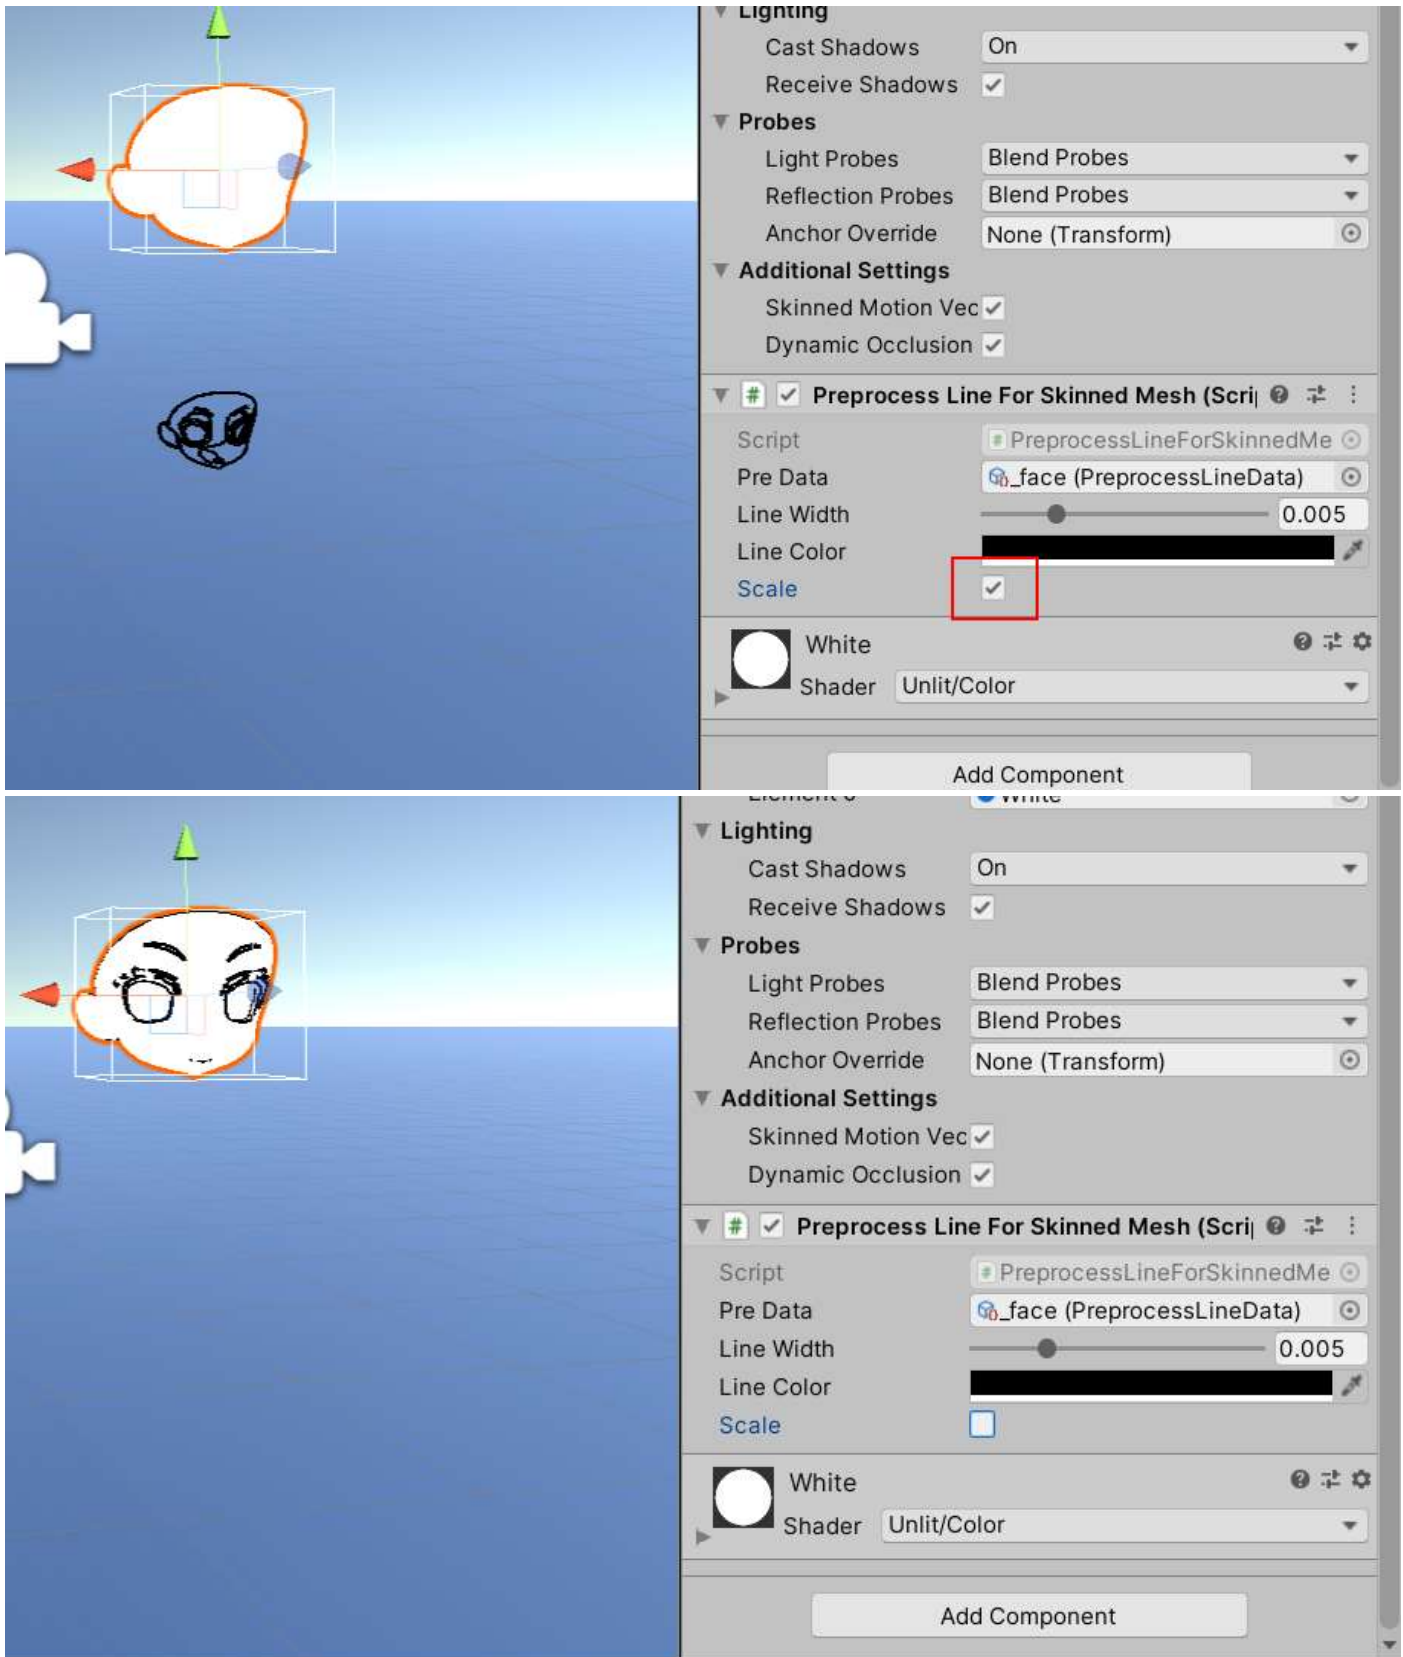 Lighting
Cast Shadows On
Receive Shadows
Probes
Light Probes Blend Probes
Reflection Probes Blend Probes
Anchor Override None (Transform)
Additional Settings
Skinned Motion Vec
Dynamic Occlusion
# Preprocess Line For Skinned Mesh (Scri
Script # PreprocessLineForSkinnedMe
Pre Data _face (PreprocessLineData)
Line Width 0.005
Line Color
Scale
White
Shader Unlit/Color
Add Component
Element 0 White
Lighting
Cast Shadows On
Receive Shadows
Probes
Light Probes Blend Probes
Reflection Probes Blend Probes
Anchor Override None (Transform)
Additional Settings
Skinned Motion Vec
Dynamic Occlusion
# Preprocess Line For Skinned Mesh (Scri
Script # PreprocessLineForSkinnedMe
Pre Data _face (PreprocessLineData)
Line Width 0.005
Line Color
Scale
White
Shader Unlit/Color
Add Component